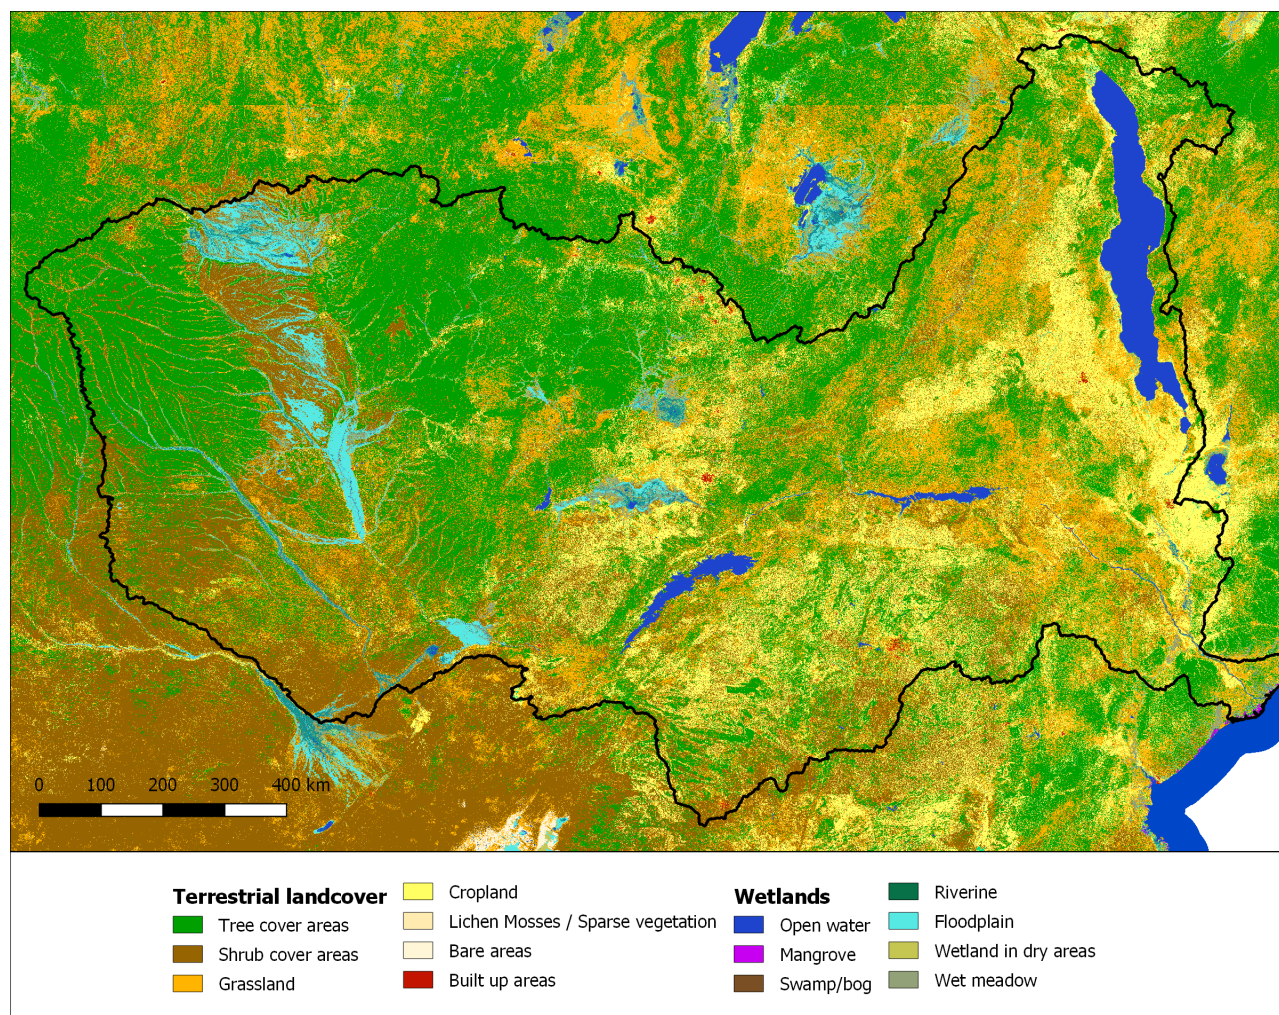 0 100 200 300 400 km
Terrestrial landcover
Tree cover areas
Shrub cover areas
Grassland
Cropland
Lichen Mosses / Sparse vegetation
Bare areas
Built up areas
Wetlands
Open water
Mangrove
Swamp/bog
Riverine
Floodplain
Wetland in dry areas
Wet meadow